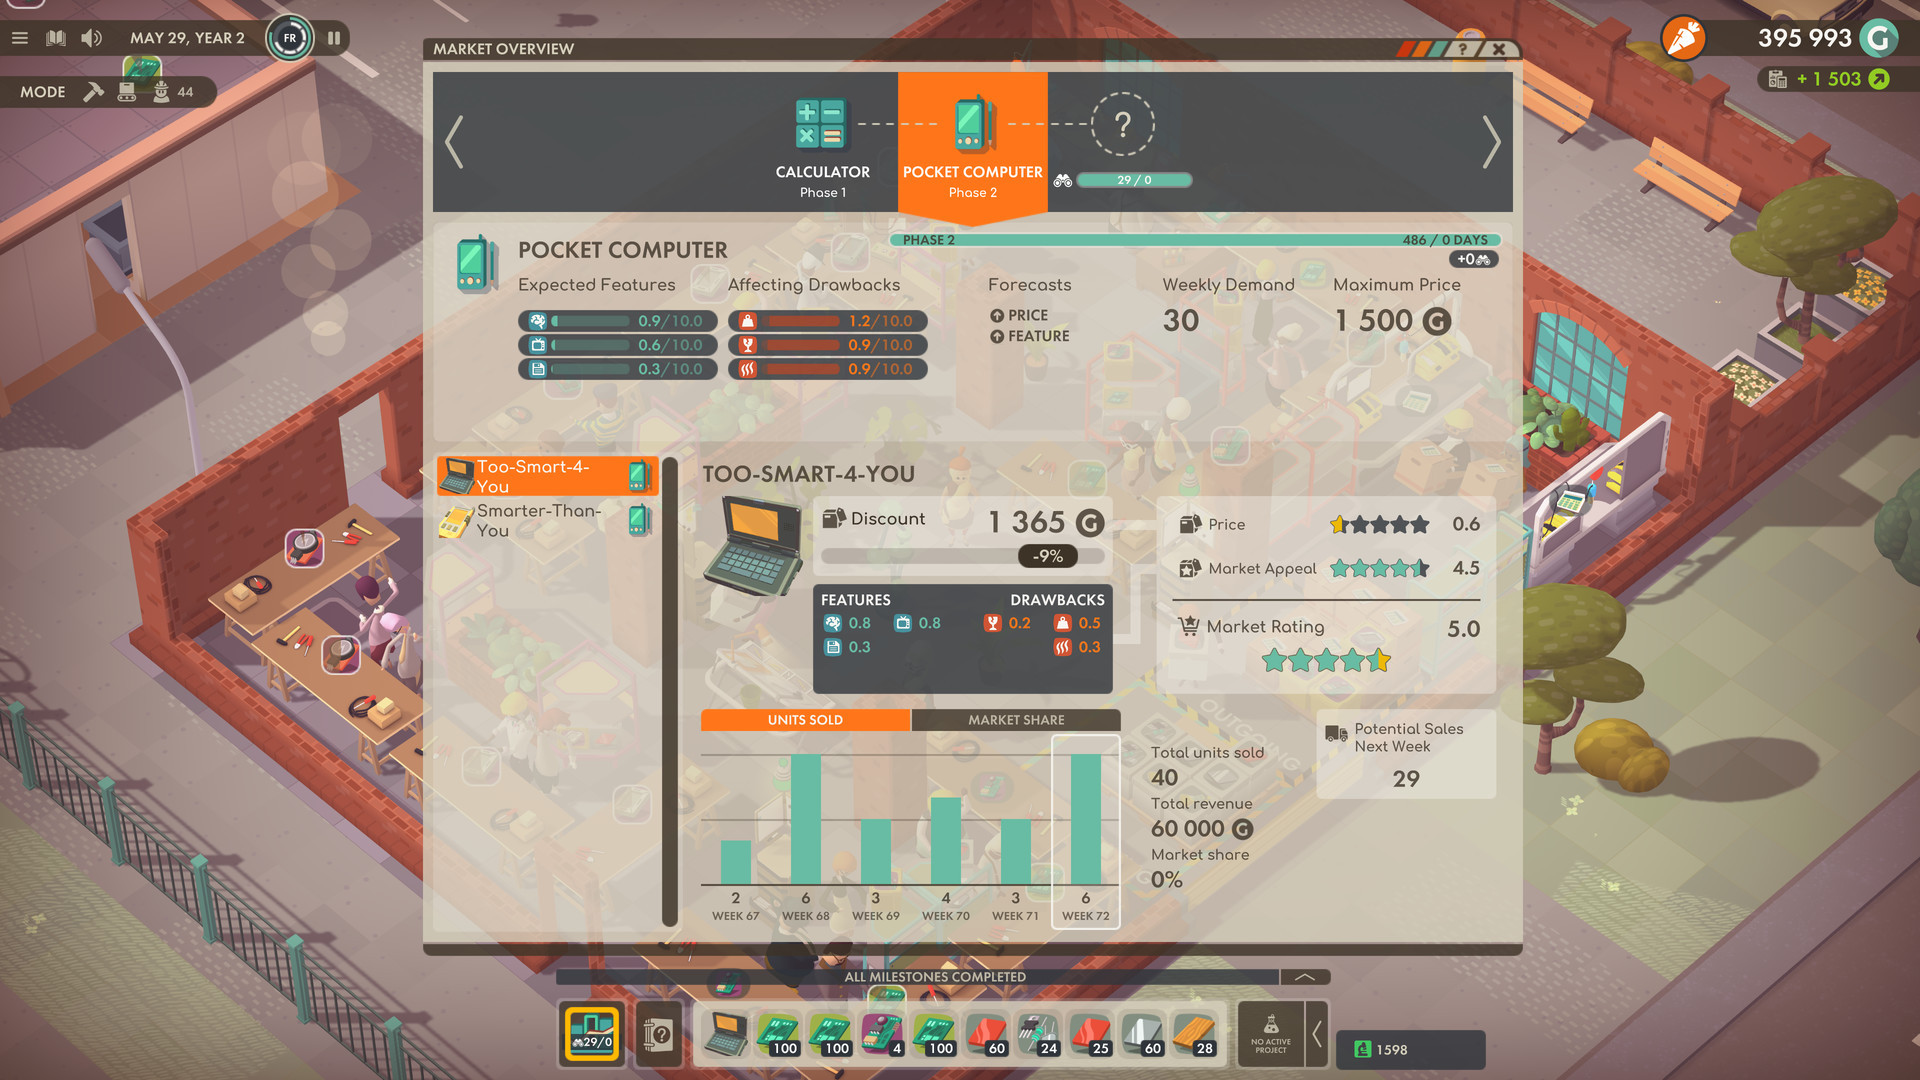 MAY 29, YEAR 2
FR
MODE
44
MARKET OVERVIEW
?
395 993 G
+ 1 503
CALCULATOR
Phase 1
POCKET COMPUTER
Phase 2
?
29 / 0
POCKET COMPUTER
PHASE 2
486 / 0 DAYS
+0
Expected Features
Affecting Drawbacks
Forecasts
Weekly Demand
Maximum Price
0.9/10.0
0.6/10.0
0.3/10.0
1.2/10.0
0.9/10.0
0.9/10.0
PRICE
FEATURE
30
1 500 G
Too-Smart-4-
You
Smarter-Than-
You
TOO-SMART-4-YOU
Discount
1 365 G
-9%
FEATURES
DRAWBACKS
0.8
0.8
0.2
0.5
0.3
0.3
Price
0.6
Market Appeal
4.5
Market Rating
5.0
UNITS SOLD
MARKET SHARE
2
6
3
4
3
6
WEEK 67
WEEK 68
WEEK 69
WEEK 70
WEEK 71
WEEK 72
Total units sold
40
Total revenue
60 000 G
Market share
0%
Potential Sales
Next Week
29
OUTGOING
ALL MILESTONES COMPLETED
29/0
?
100
100
4
100
60
24
25
60
28
NO ACTIVE
PROJECT
1598